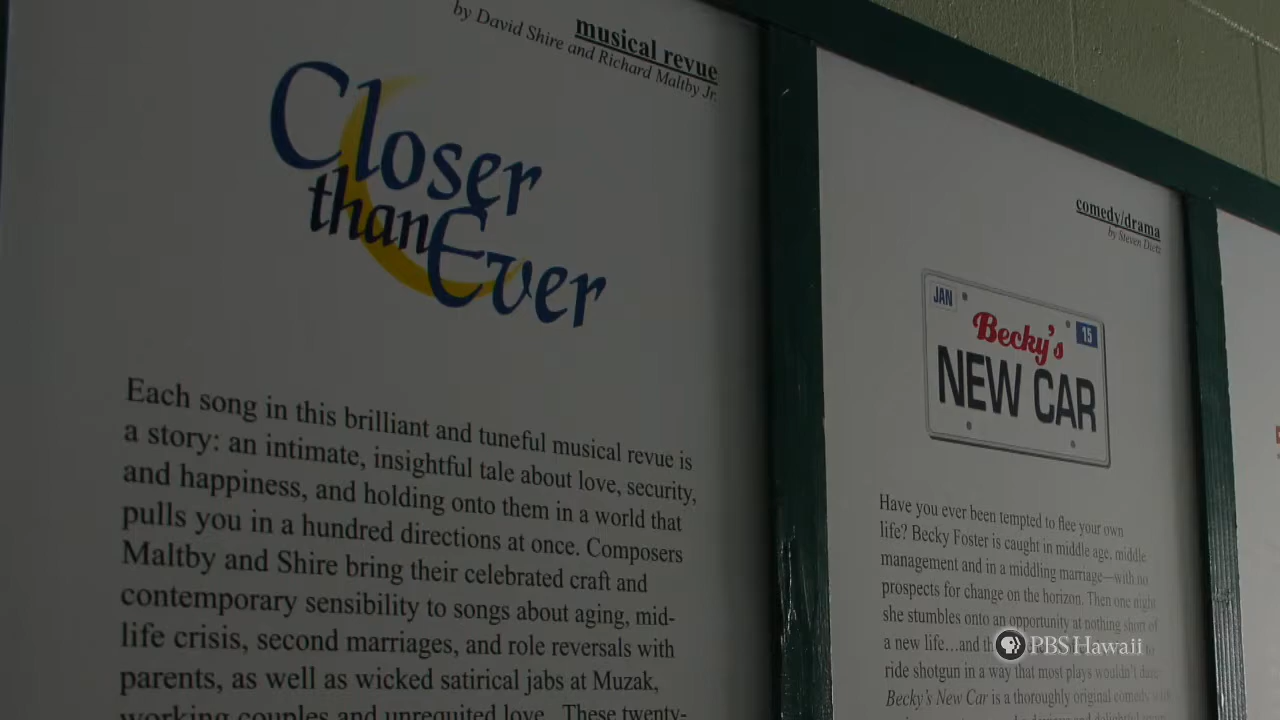 musical revue
by David Shire and Richard Maltby Jr.
Closer
than
Ever
Each song in this brilliant and tuneful musical revue is
a story: an intimate, insightful tale about love, security,
and happiness, and holding onto them in a world that
pulls you in a hundred directions at once. Composers
Maltby and Shire bring their celebrated craft and
contemporary sensibility to songs about aging, mid-
life crisis, second marriages, and role reversals with
parents, as well as wicked satirical jabs at Muzak,
working couples and unrequited love. These twenty-
comedy/drama
by Steven Dietz
JAN
15
Becky's
NEW CAR
Have you ever been tempted to flee your own
life? Becky Foster is caught in middle age, middle
management and in a middling marriage—with no
prospects for change on the horizon. Then one night
she stumbles onto an opportunity at nothing short of
a new life…and
ride shotgun in a way that most plays wouldn't
Becky's New Car is a thoroughly original comedy
PBS Hawaii